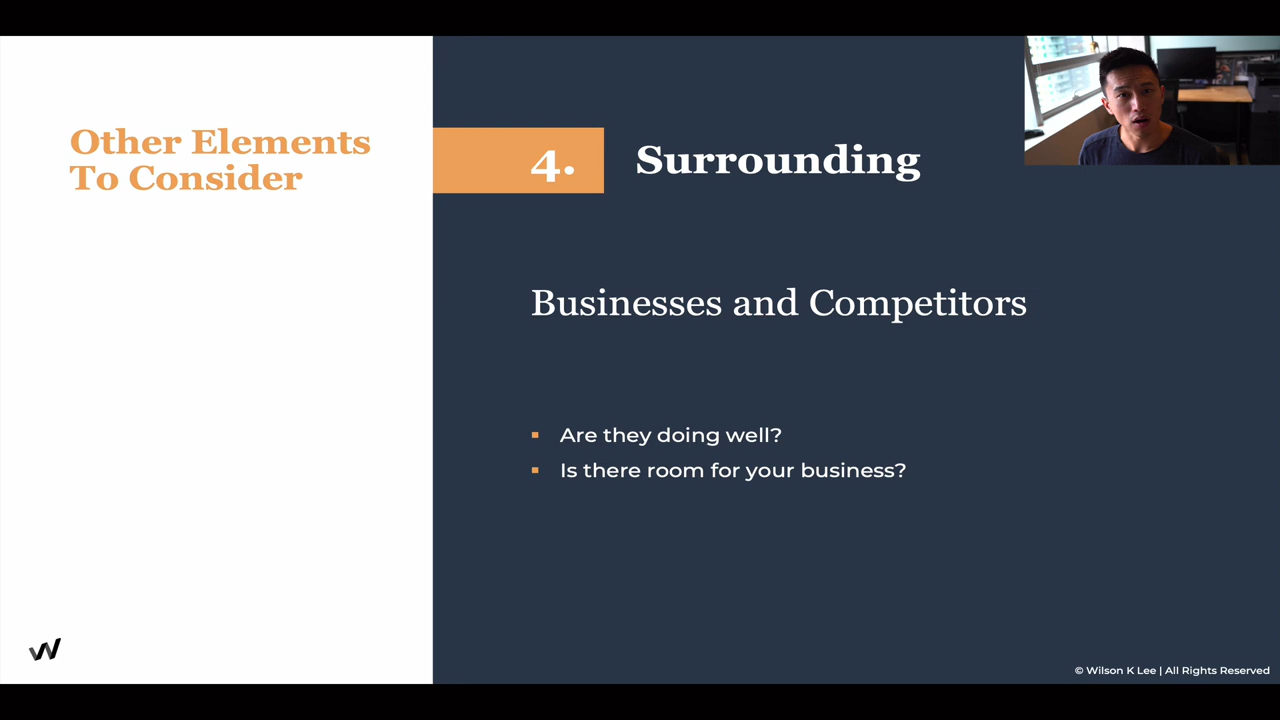 Other Elements
To Consider
4.
Surrounding
Businesses and Competitors
▪ Are they doing well?
▪ Is there room for your business?
W
© Wilson K Lee | All Rights Reserved